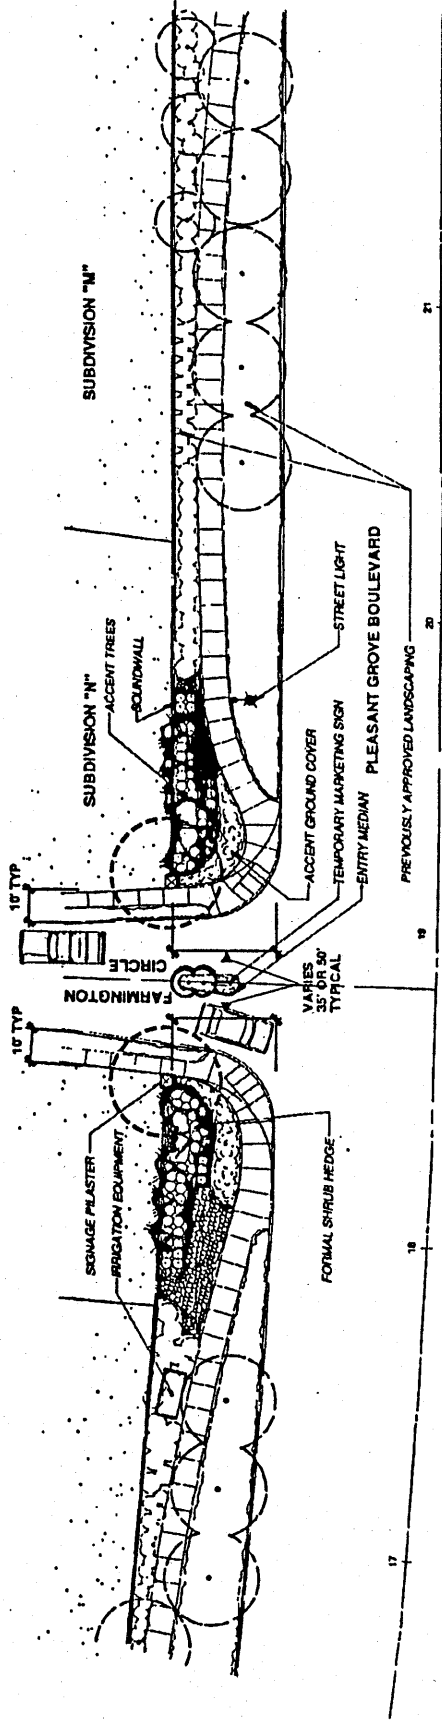 SUBDIVISION "M"
SUBDIVISION "N"
ACCENT TREES
SOUNDWALL
10' TYP
FARMINGTON
CIRCLE
10' TYP
SIGNAGE PILASTER
IRRIGATION EQUIPMENT
STREET LIGHT
ACCENT GROUND COVER
TEMPORARY MARKETING SIGN
ENTRY MEDIAN
PLEASANT GROVE BOULEVARD
VARIES
35' OR 50'
TYPICAL
FORMAL SHRUB HEDGE
PREVIOUSLY APPROVED LANDSCAPING
17
18
19
20
21